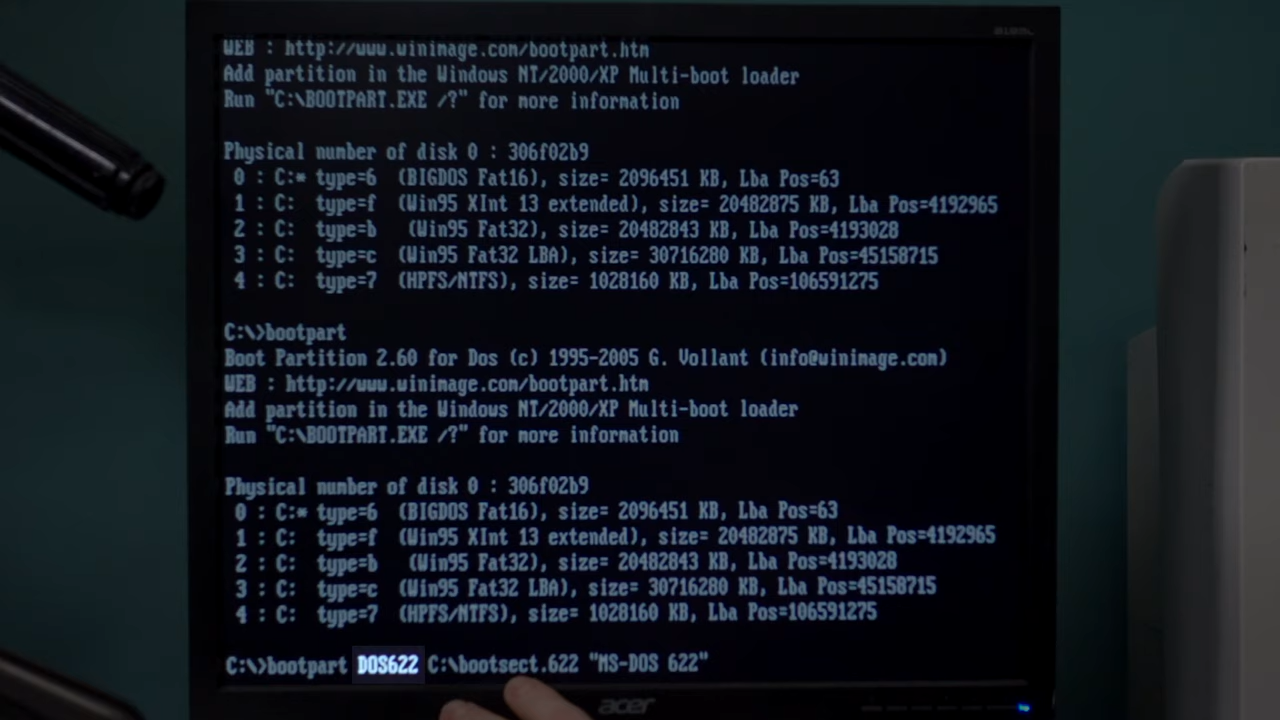 WEB : http://www.winimage.com/bootpart.htm
Add partition in the Windows NT/2000/XP Multi-boot loader
Run "C:\BOOTPART.EXE /?" for more information
Physical number of disk 0 : 306f02b9
0 : C:* type=6 (BIGDOS Fat16), size= 2096451 KB, Lba Pos=63
1 : C: type=f (Win95 XInt 13 extended), size= 20482875 KB, Lba Pos=4192965
2 : C: type=b (Win95 Fat32), size= 20482843 KB, Lba Pos=4193028
3 : C: type=c (Win95 Fat32 LBA), size= 30716280 KB, Lba Pos=45158715
4 : C: type=7 (HPFS/NTFS), size= 1028160 KB, Lba Pos=106591275
C:\>bootpart
Boot Partition 2.60 for Dos (c) 1995-2005 G. Vollant (info@winimage.com)
WEB : http://www.winimage.com/bootpart.htm
Add partition in the Windows NT/2000/XP Multi-boot loader
Run "C:\BOOTPART.EXE /?" for more information
Physical number of disk 0 : 306f02b9
0 : C:* type=6 (BIGDOS Fat16), size= 2096451 KB, Lba Pos=63
1 : C: type=f (Win95 XInt 13 extended), size= 20482875 KB, Lba Pos=4192965
2 : C: type=b (Win95 Fat32), size= 20482843 KB, Lba Pos=4193028
3 : C: type=c (Win95 Fat32 LBA), size= 30716280 KB, Lba Pos=45158715
4 : C: type=7 (HPFS/NTFS), size= 1028160 KB, Lba Pos=106591275
C:\>bootpart DOS622 C:\bootsect.622 "MS-DOS 622"
acer